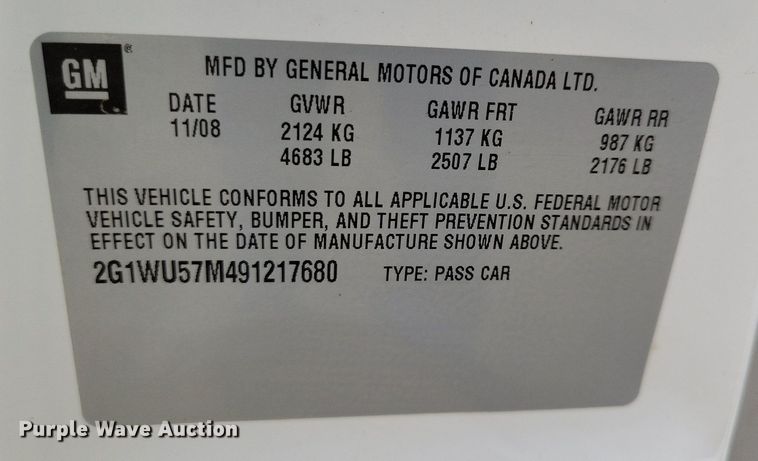 GM ®
MFD BY GENERAL MOTORS OF CANADA LTD.
DATE GVWR GAWR FRT GAWR RR
11/08 2124 KG 1137 KG 987 KG
4683 LB 2507 LB 2176 LB
THIS VEHICLE CONFORMS TO ALL APPLICABLE U.S. FEDERAL MOTOR
VEHICLE SAFETY, BUMPER, AND THEFT PREVENTION STANDARDS IN
EFFECT ON THE DATE OF MANUFACTURE SHOWN ABOVE.
2G1WU57M491217680 TYPE: PASS CAR
Purple Wave Auction